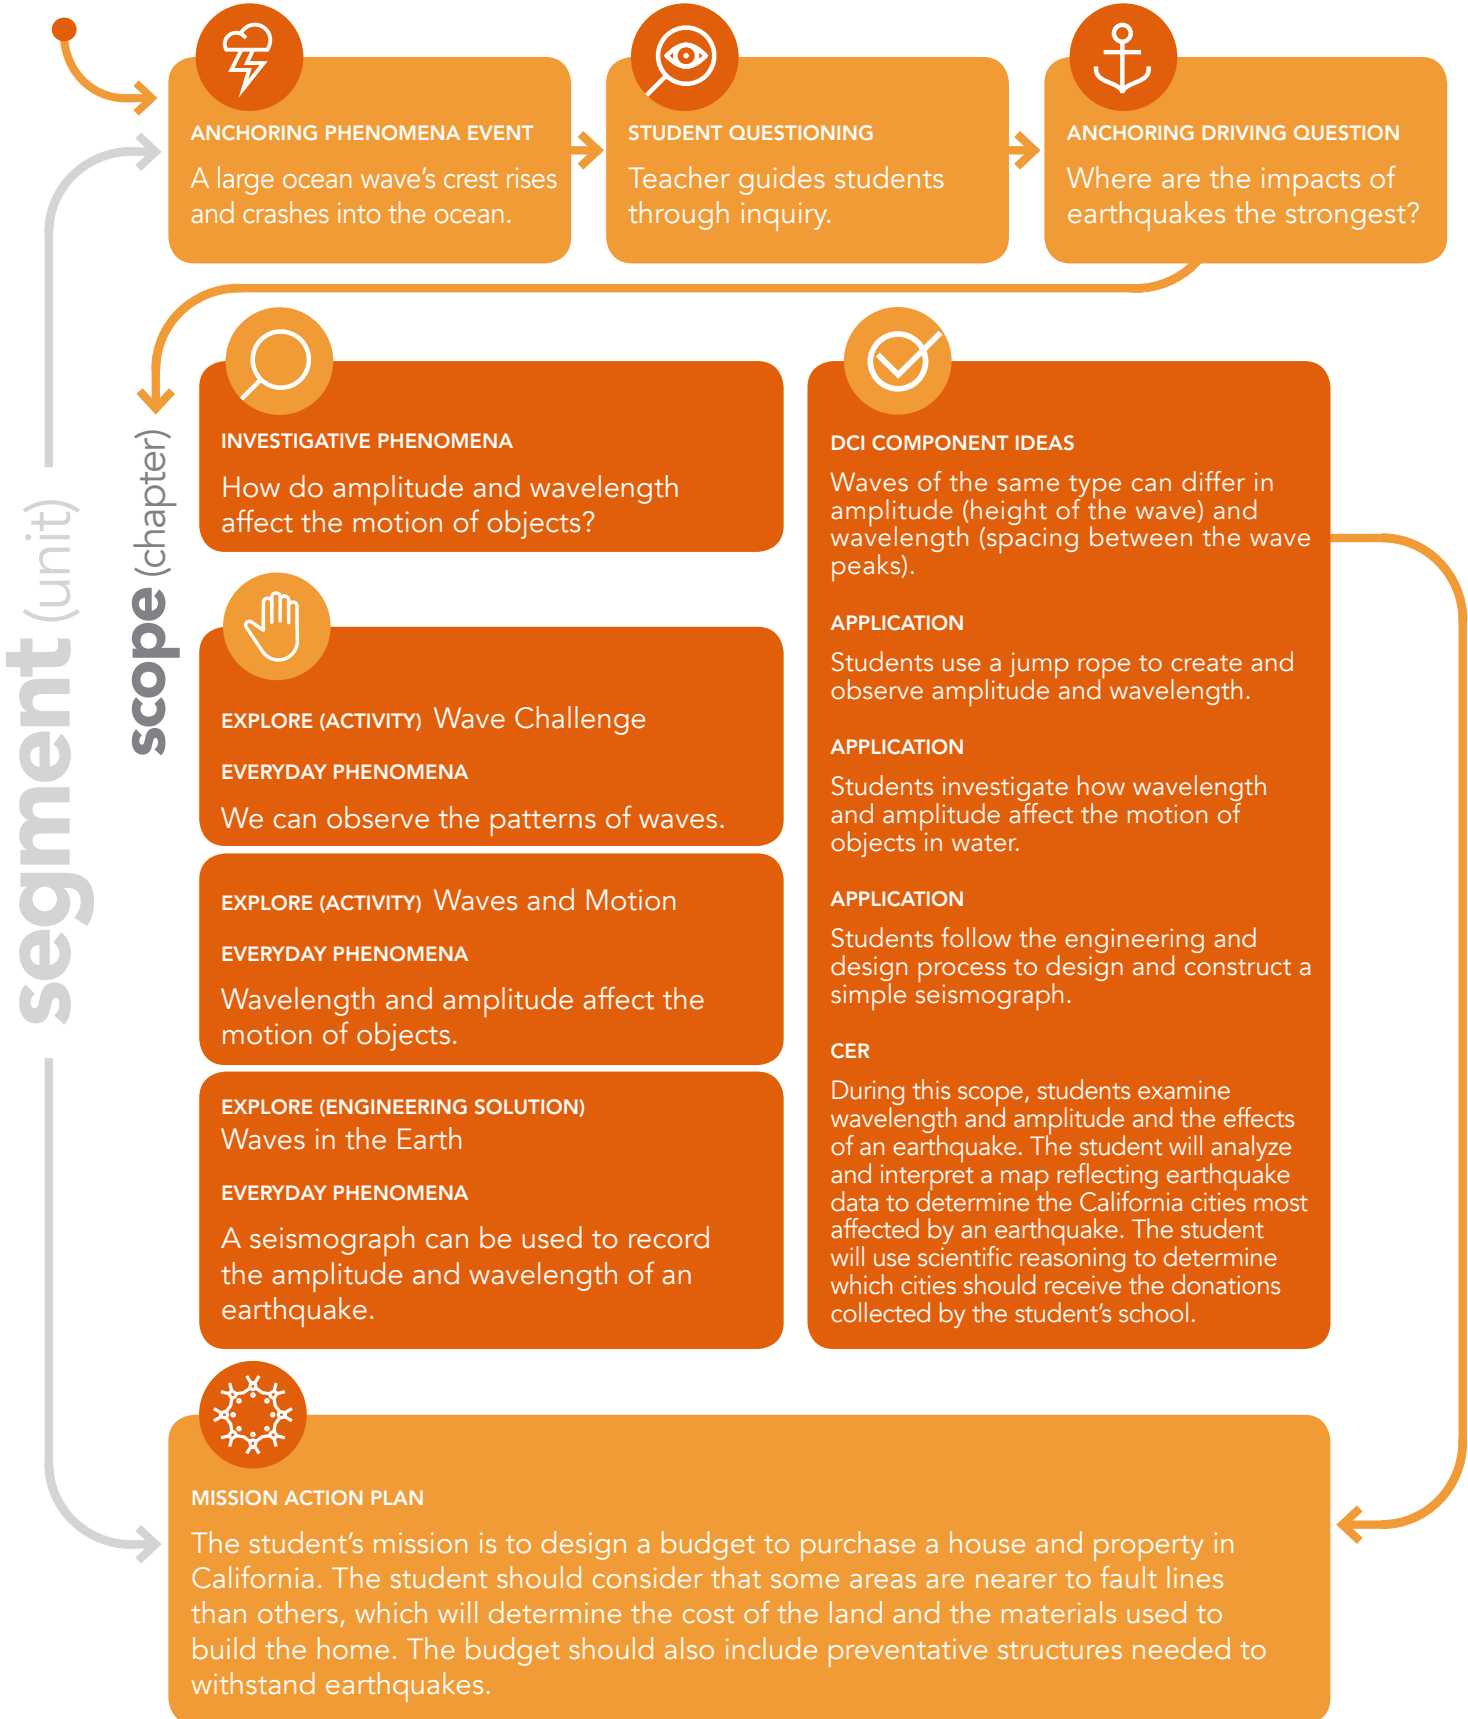 ANCHORING PHENOMENA EVENT
A large ocean wave's crest rises
and crashes into the ocean.
STUDENT QUESTIONING
Teacher guides students
through inquiry.
ANCHORING DRIVING QUESTION
Where are the impacts of
earthquakes the strongest?
segment (unit)
scope (chapter)
INVESTIGATIVE PHENOMENA
How do amplitude and wavelength
affect the motion of objects?
EXPLORE (ACTIVITY) Wave Challenge
EVERYDAY PHENOMENA
We can observe the patterns of waves.
EXPLORE (ACTIVITY) Waves and Motion
EVERYDAY PHENOMENA
Wavelength and amplitude affect the
motion of objects.
EXPLORE (ENGINEERING SOLUTION)
Waves in the Earth
EVERYDAY PHENOMENA
A seismograph can be used to record
the amplitude and wavelength of an
earthquake.
DCI COMPONENT IDEAS
Waves of the same type can differ in
amplitude (height of the wave) and
wavelength (spacing between the wave
peaks).
APPLICATION
Students use a jump rope to create and
observe amplitude and wavelength.
APPLICATION
Students investigate how wavelength
and amplitude affect the motion of
objects in water.
APPLICATION
Students follow the engineering and
design process to design and construct a
simple seismograph.
CER
During this scope, students examine
wavelength and amplitude and the effects
of an earthquake. The student will analyze
and interpret a map reflecting earthquake
data to determine the California cities most
affected by an earthquake. The student
will use scientific reasoning to determine
which cities should receive the donations
collected by the student's school.
MISSION ACTION PLAN
The student's mission is to design a budget to purchase a house and property in
California. The student should consider that some areas are nearer to fault lines
than others, which will determine the cost of the land and the materials used to
build the home. The budget should also include preventative structures needed to
withstand earthquakes.